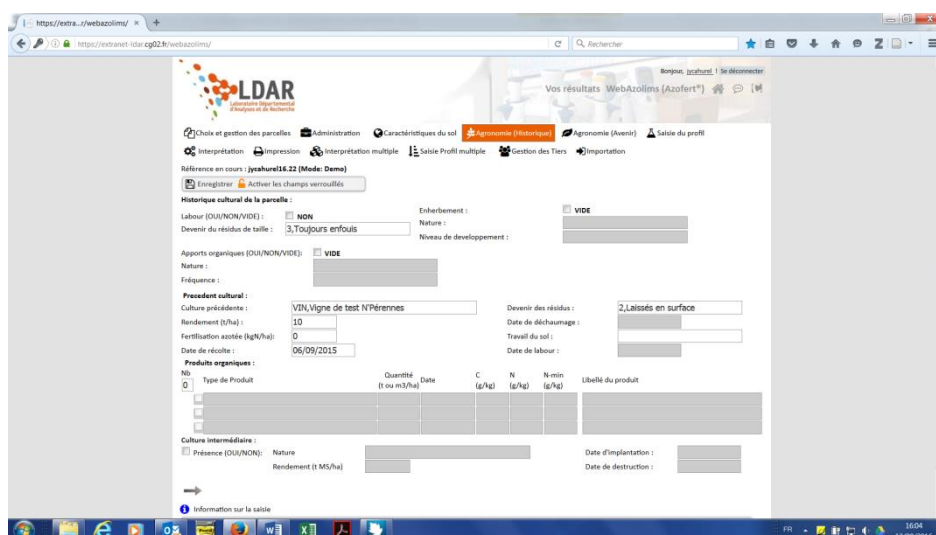 https://extra...r/webazolims/ × +
https://extranet-ldar.cg02.fr/webazolims/
Rechercher
LDAR
Laboratoire Départemental
d'Analyses et de Recherche
Bonjour, jycahurel ! Se déconnecter
Vos résultats WebAzolims (Azofert®)
Choix et gestion des parcelles Administration Caractéristiques du sol Agronomie (Historique) Agronomie (Avenir) Saisie du profil
Interprétation Impression Interprétation multiple Saisie Profil multiple Gestion des Tiers Importation
Référence en cours : jycahurel16.22 (Mode: Demo)
Enregistrer Activer les champs verrouillés
Historique cultural de la parcelle :
Labour (OUI/NON/VIDE) : NON Enherbement : VIDE
Devenir du résidus de taille : 3,Toujours enfouis Nature :
Niveau de developpement :
Apports organiques (OUI/NON/VIDE): VIDE
Nature :
Fréquence :
Precedent cultural :
Culture précédente : VIN,Vigne de test N'Pérennes Devenir des résidus : 2,Laissés en surface
Rendement (t/ha) : 10 Date de déchaumage :
Fertilisation azotée (kgN/ha): 0 Travail du sol :
Date de récolte : 06/09/2015 Date de labour :
Produits organiques :
Nb Type de Produit Quantité Date C N N-min Libellé du produit
0 (t ou m3/ha) (g/kg) (g/kg) (g/kg)
Culture intermédiaire :
Présence (OUI/NON): Nature Date d'implantation :
Rendement (t MS/ha) Date de destruction :
Information sur la saisie
FR 16:04